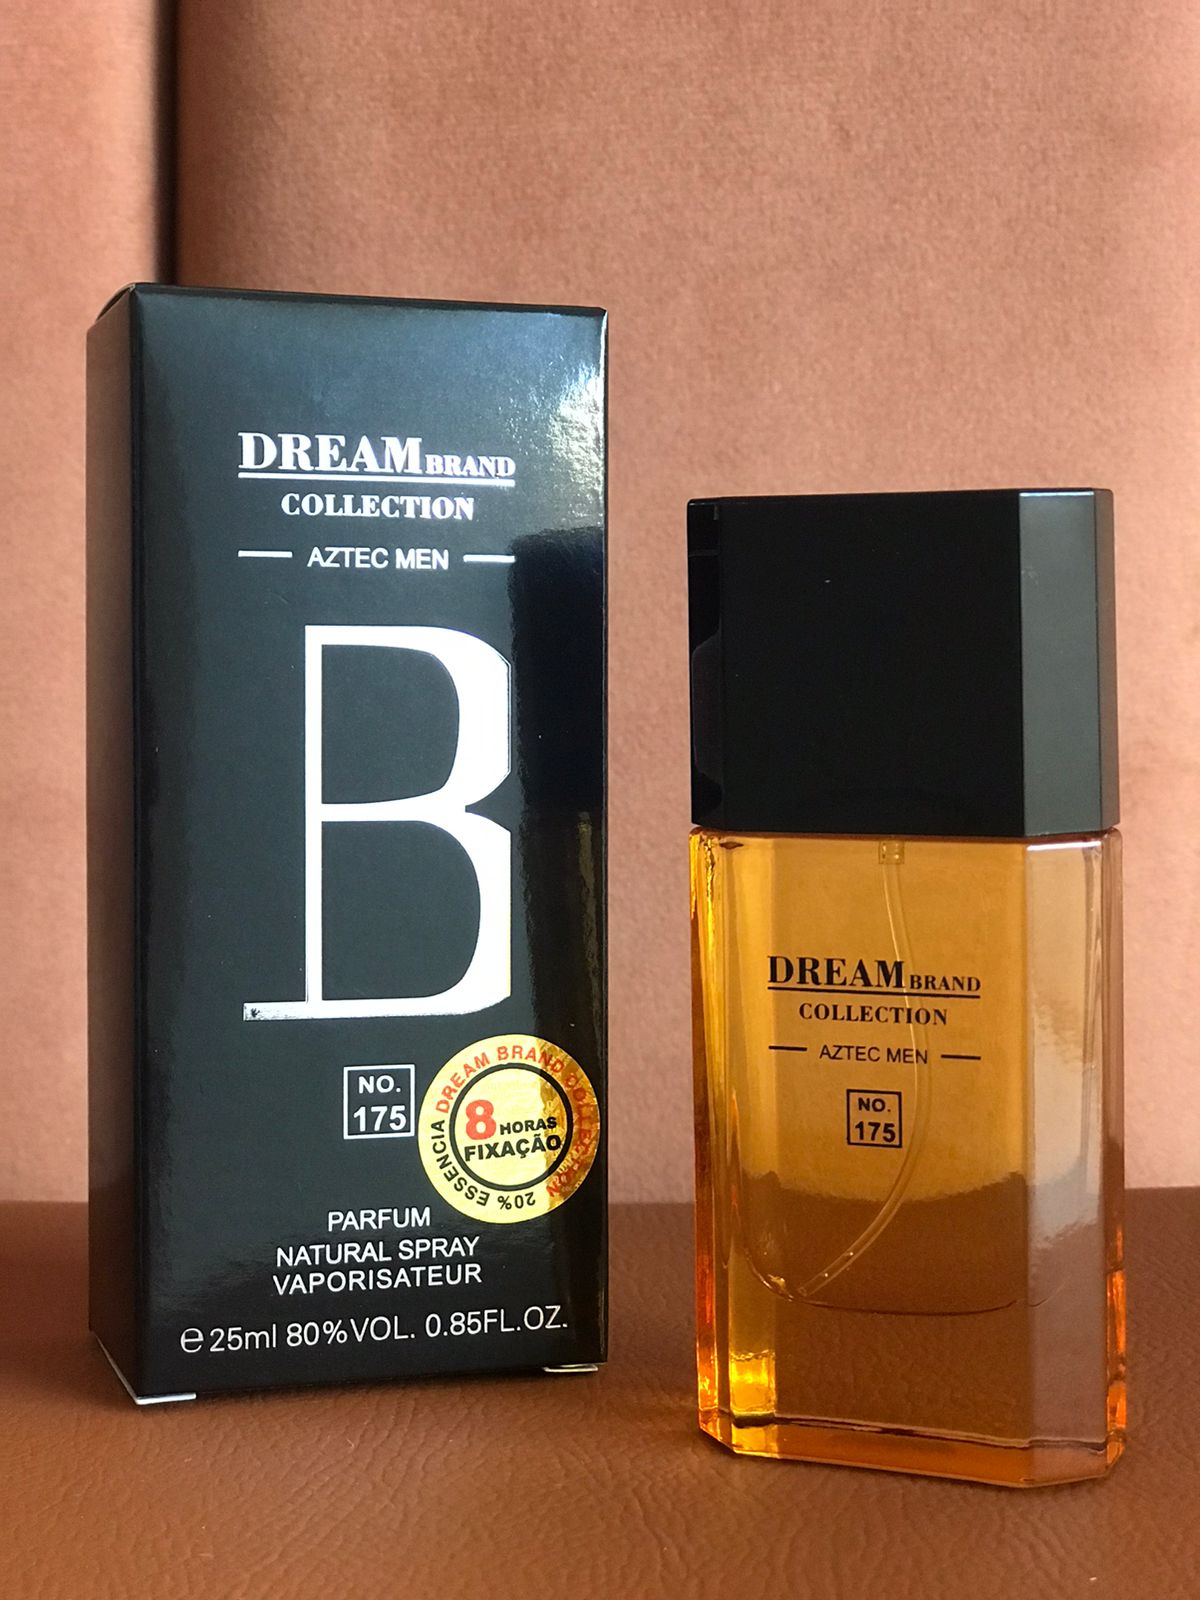 DREAM BRAND
COLLECTION
AZTEC MEN
B
NO.
175
DREAM BRAND COLLECTION
20% ESSENCIA
8 HORAS
FIXAÇÃO
PARFUM
NATURAL SPRAY
VAPORISATEUR
℮25ml 80%VOL. 0.85FL.OZ.
DREAM BRAND
COLLECTION
AZTEC MEN
NO.
175